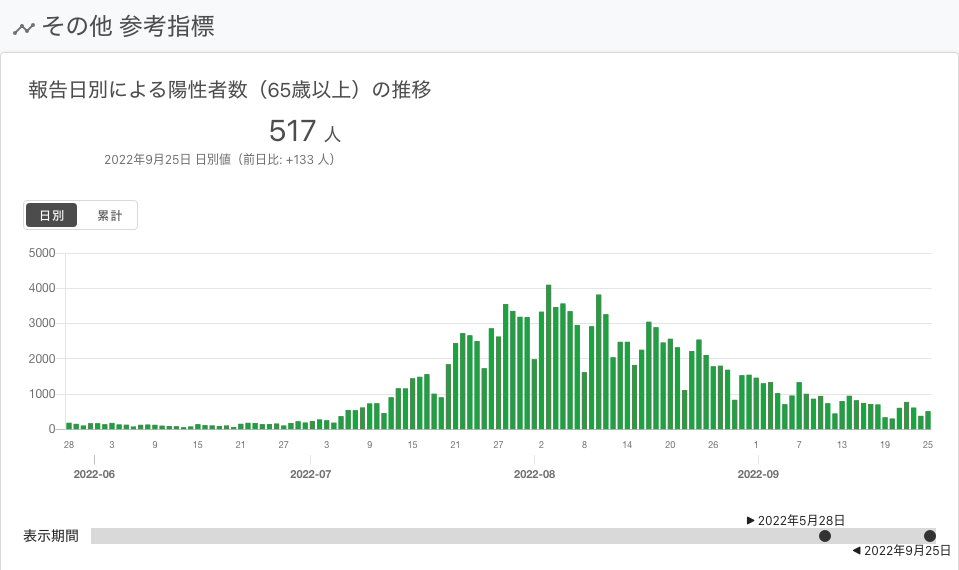 その他 参考指標
報告日別による陽性者数（65歳以上）の推移
517 人
2022年9月25日 日別値（前日比: +133 人）
日別 累計
5000
4000
3000
2000
1000
0
28 3 9 15 21 27 3 9 15 21 27 2 8 14 20 26 1 7 13 19 25
2022-06 2022-07 2022-08 2022-09
▶ 2022年5月28日
表示期間
◀ 2022年9月25日